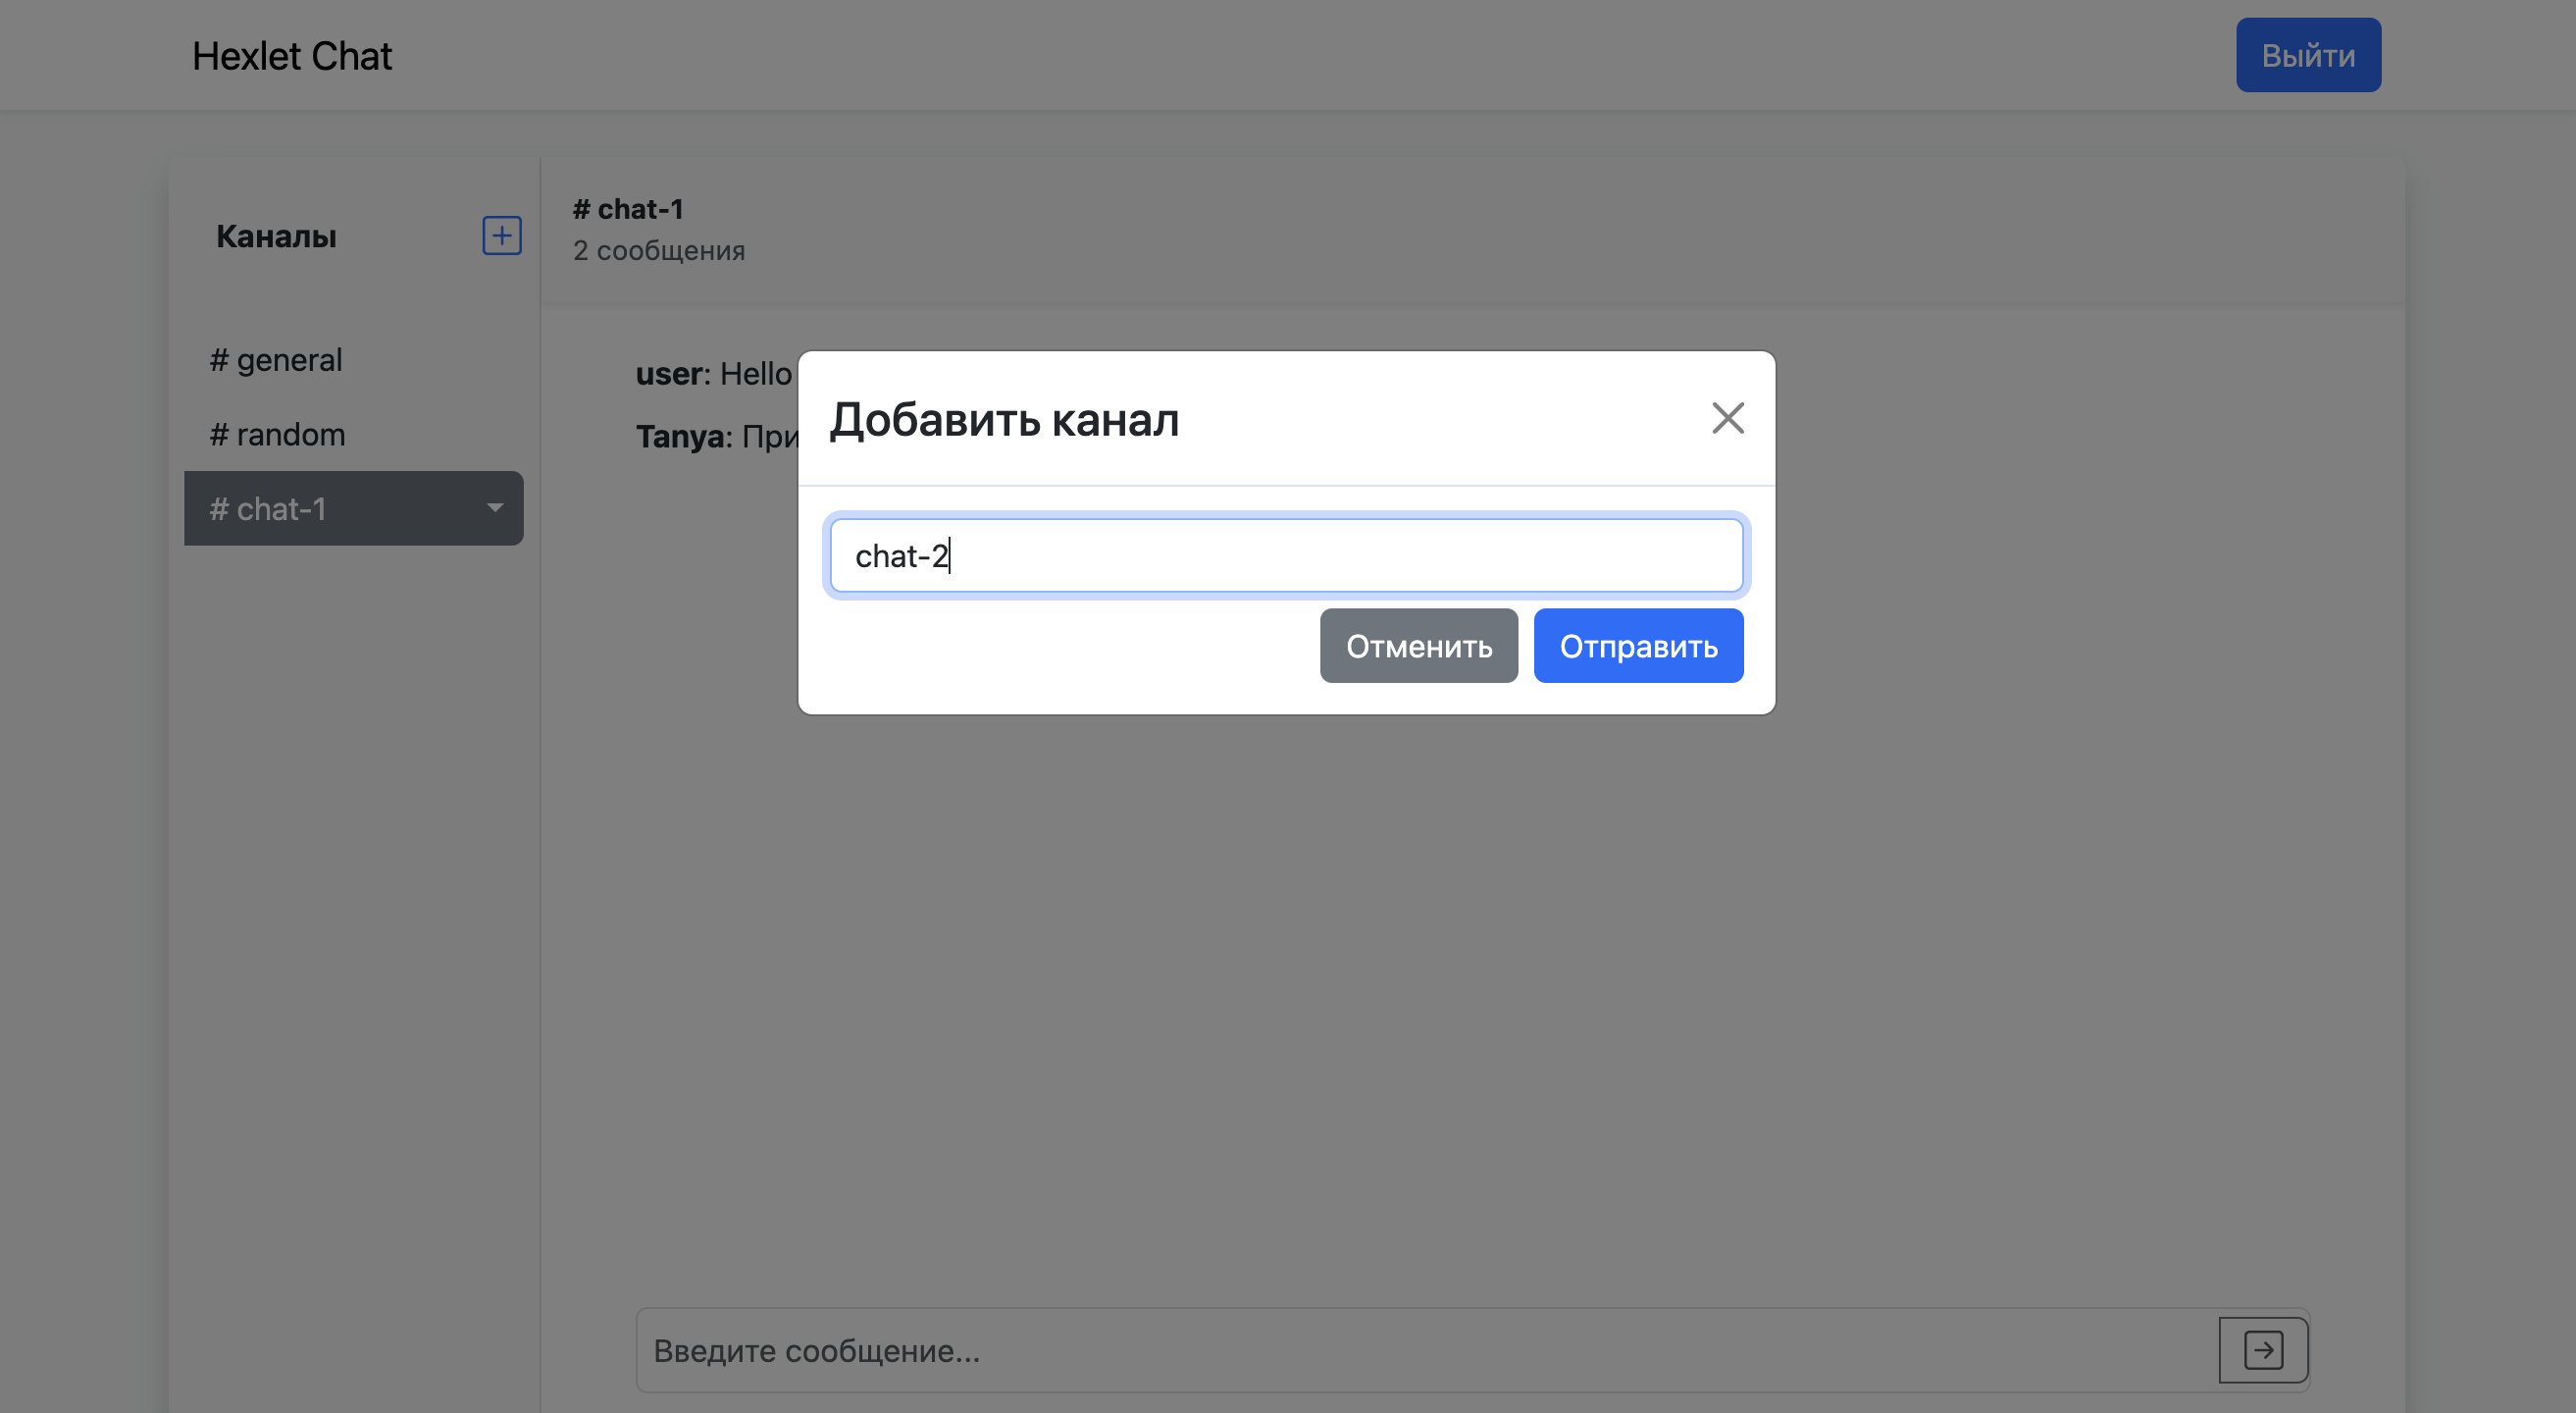 Hexlet Chat
Выйти
Каналы
# general
# random
# chat-1
# chat-1
2 сообщения
user: Hello
Tanya: При
Добавить канал
chat-2
Отменить
Отправить
Введите сообщение...